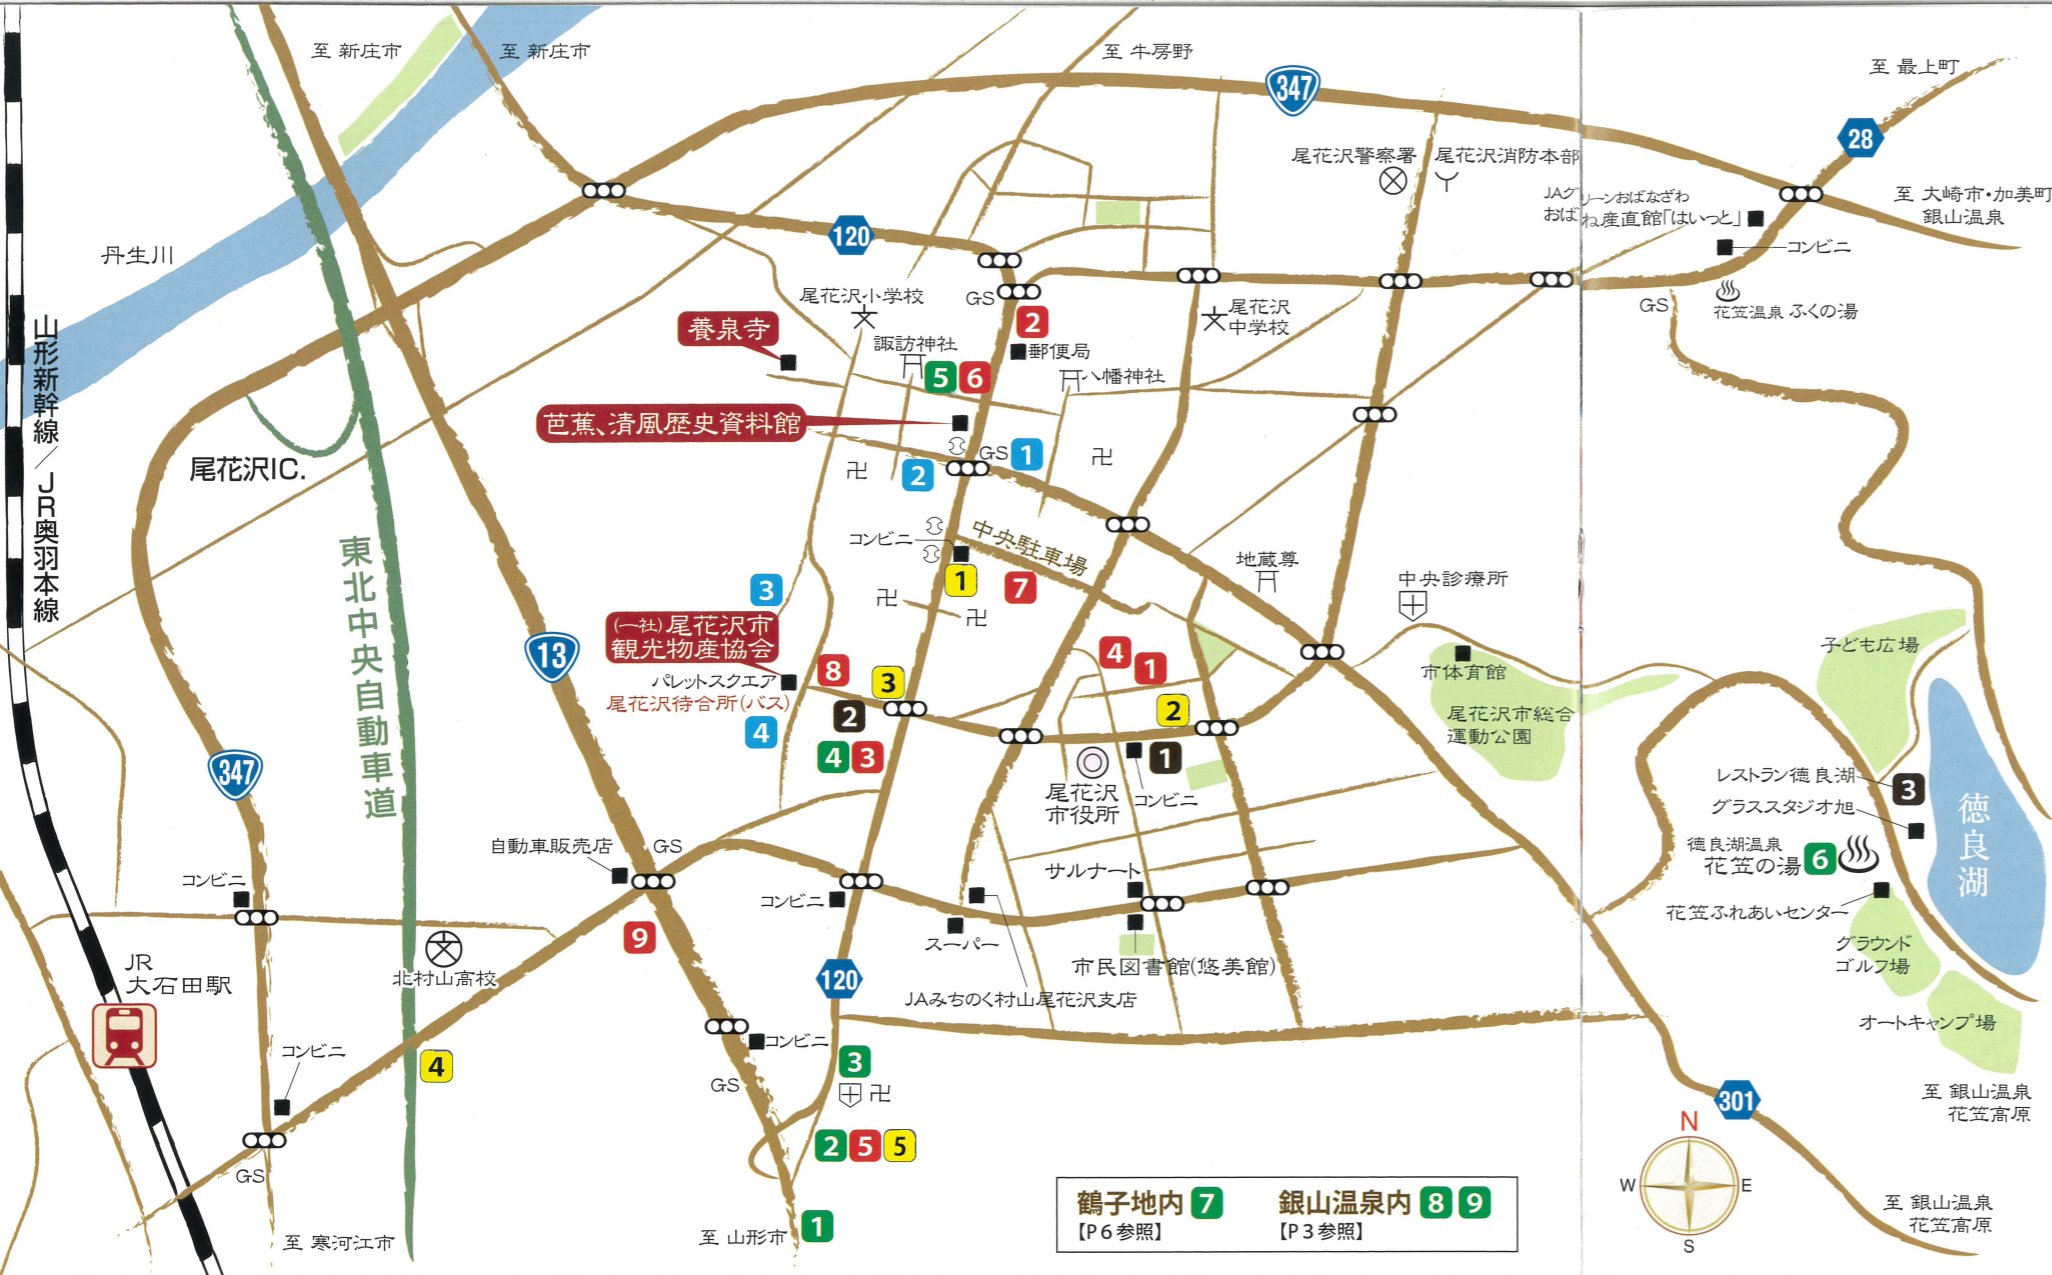 至 新庄市
至 新庄市
至 牛房野
347
至 最上町
28
尾花沢警察署
尾花沢消防本部
JAグリーンおばなざわ
おばね産直館「はいっと」
至 大崎市・加美町
銀山温泉
コンビニ
丹生川
120
尾花沢小学校
GS
2
尾花沢
中学校
GS
花笠温泉 ふくの湯
養泉寺
諏訪神社
郵便局
5
6
八幡神社
山形新幹線/JR奥羽本線
芭蕉、清風歴史資料館
尾花沢IC.
GS
1
2
東北中央自動車道
コンビニ
中央駐車場
1
7
地蔵尊
中央診療所
3
(一社)尾花沢市
観光物産協会
パレットスクエア
尾花沢待合所(バス)
13
8
3
2
4
4
3
4
1
2
1
尾花沢
市役所
コンビニ
市体育館
尾花沢市総合
運動公園
子ども広場
レストラン徳良湖
3
グラススタジオ旭
徳良湖
徳良湖温泉
花笠の湯
6
花笠ふれあいセンター
グラウンド
ゴルフ場
オートキャンプ場
347
自動車販売店
GS
コンビニ
コンビニ
9
スーパー
サルナート
市民図書館(悠美館)
JAみちのく村山尾花沢支店
120
JR
大石田駅
北村山高校
コンビニ
4
コンビニ
GS
3
2
5
5
GS
至 寒河江市
至 山形市
1
鶴子地内 7
【P6参照】
銀山温泉内 8 9
【P3参照】
301
至 銀山温泉
花笠高原
N
W
E
S
至 銀山温泉
花笠高原